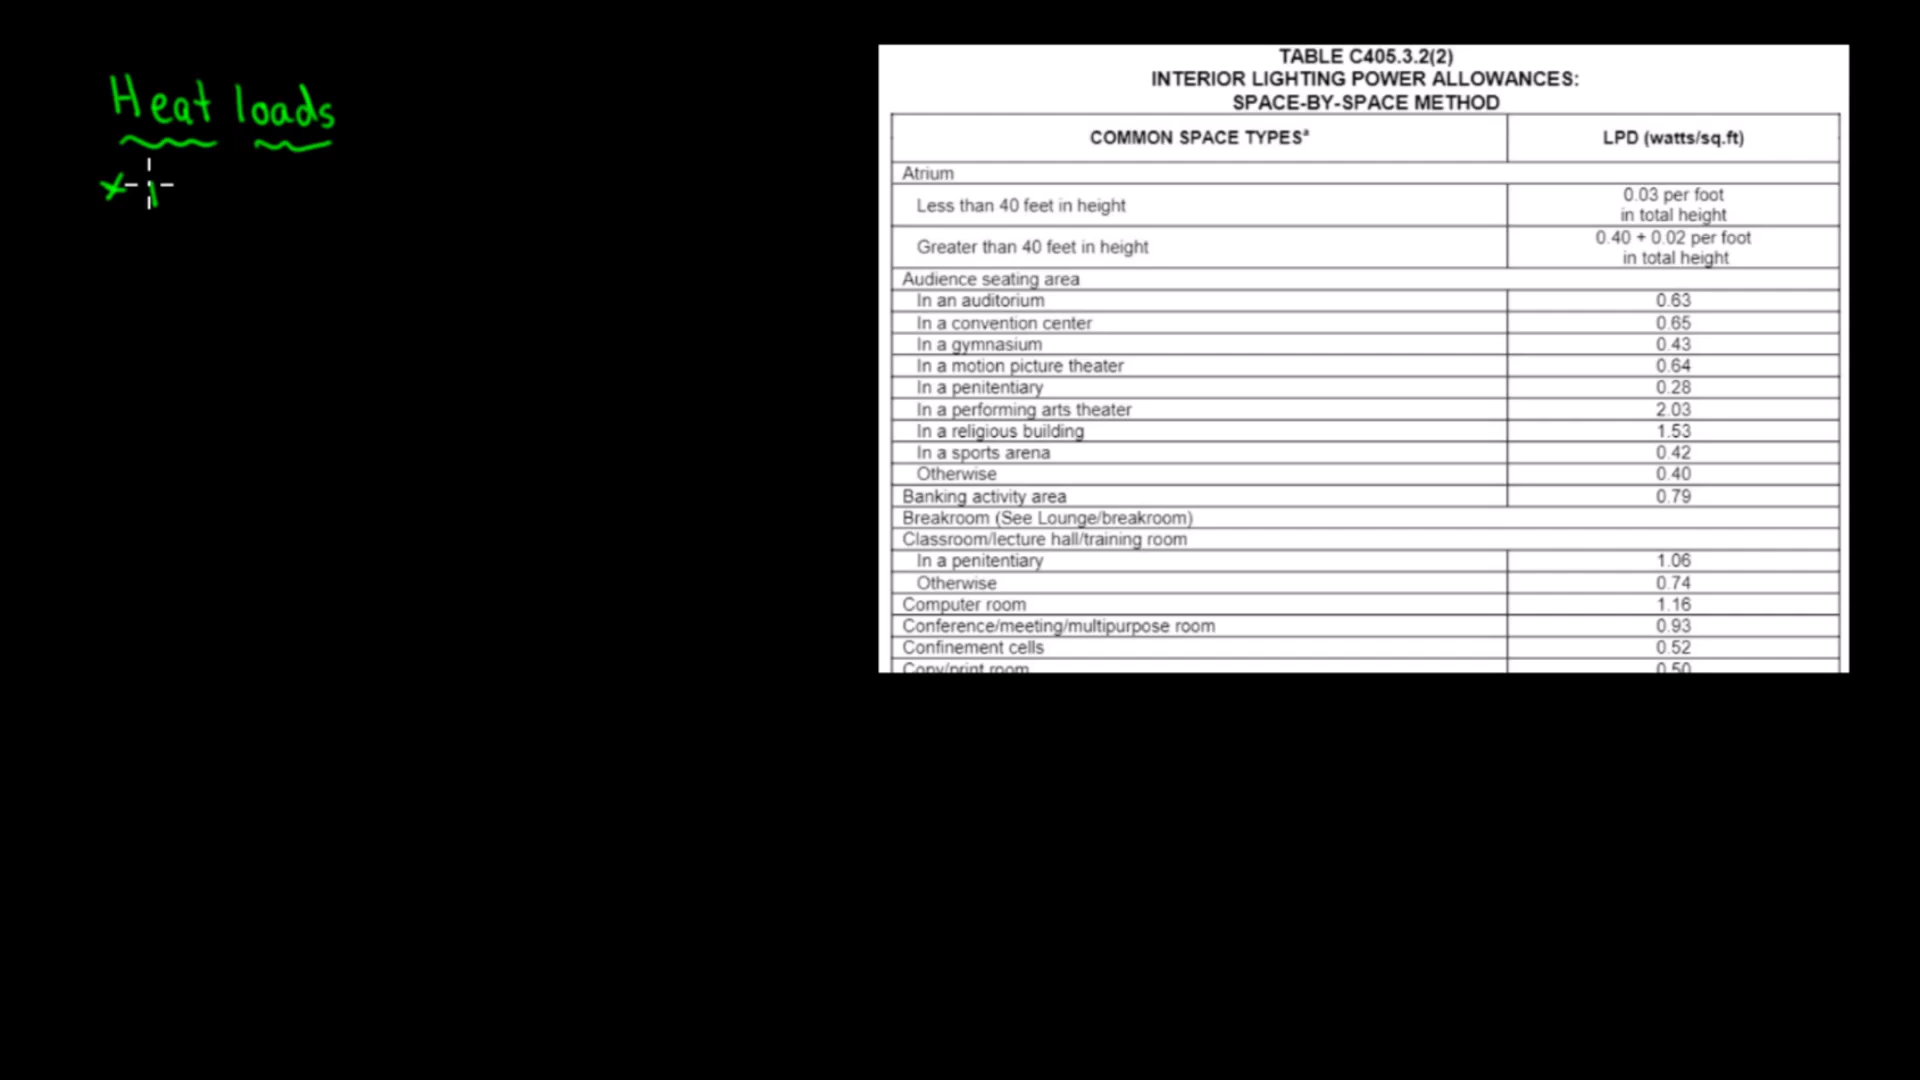 Heat loads
TABLE C405.3.2(2)
INTERIOR LIGHTING POWER ALLOWANCES:
SPACE-BY-SPACE METHOD
COMMON SPACE TYPESᵃ LPD (watts/sq.ft)
Atrium
Less than 40 feet in height 0.03 per foot in total height
Greater than 40 feet in height 0.40 + 0.02 per foot in total height
Audience seating area
In an auditorium 0.63
In a convention center 0.65
In a gymnasium 0.43
In a motion picture theater 0.64
In a penitentiary 0.28
In a performing arts theater 2.03
In a religious building 1.53
In a sports arena 0.42
Otherwise 0.40
Banking activity area 0.79
Breakroom (See Lounge/breakroom)
Classroom/lecture hall/training room
In a penitentiary 1.06
Otherwise 0.74
Computer room 1.16
Conference/meeting/multipurpose room 0.93
Confinement cells 0.52
Copy/print room 0.50